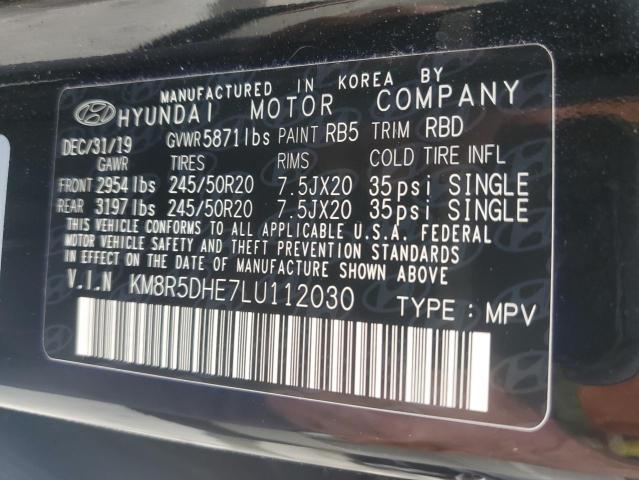 MANUFACTURED IN KOREA BY
HYUNDAI MOTOR COMPANY
DEC/31/19 GVWR 5871lbs PAINT RB5 TRIM RBD
GAWR TIRES RIMS COLD TIRE INFL
FRONT 2954lbs 245/50R20 7.5JX20 35psi SINGLE
REAR 3197lbs 245/50R20 7.5JX20 35psi SINGLE
THIS VEHICLE CONFORMS TO ALL APPLICABLE U.S.A. FEDERAL
MOTOR VEHICLE SAFETY AND THEFT PREVENTION STANDARDS
IN EFFECT ON THE DATE OF MANUFACTURE SHOWN ABOVE
V.I.N KM8R5DHE7LU112030 TYPE : MPV